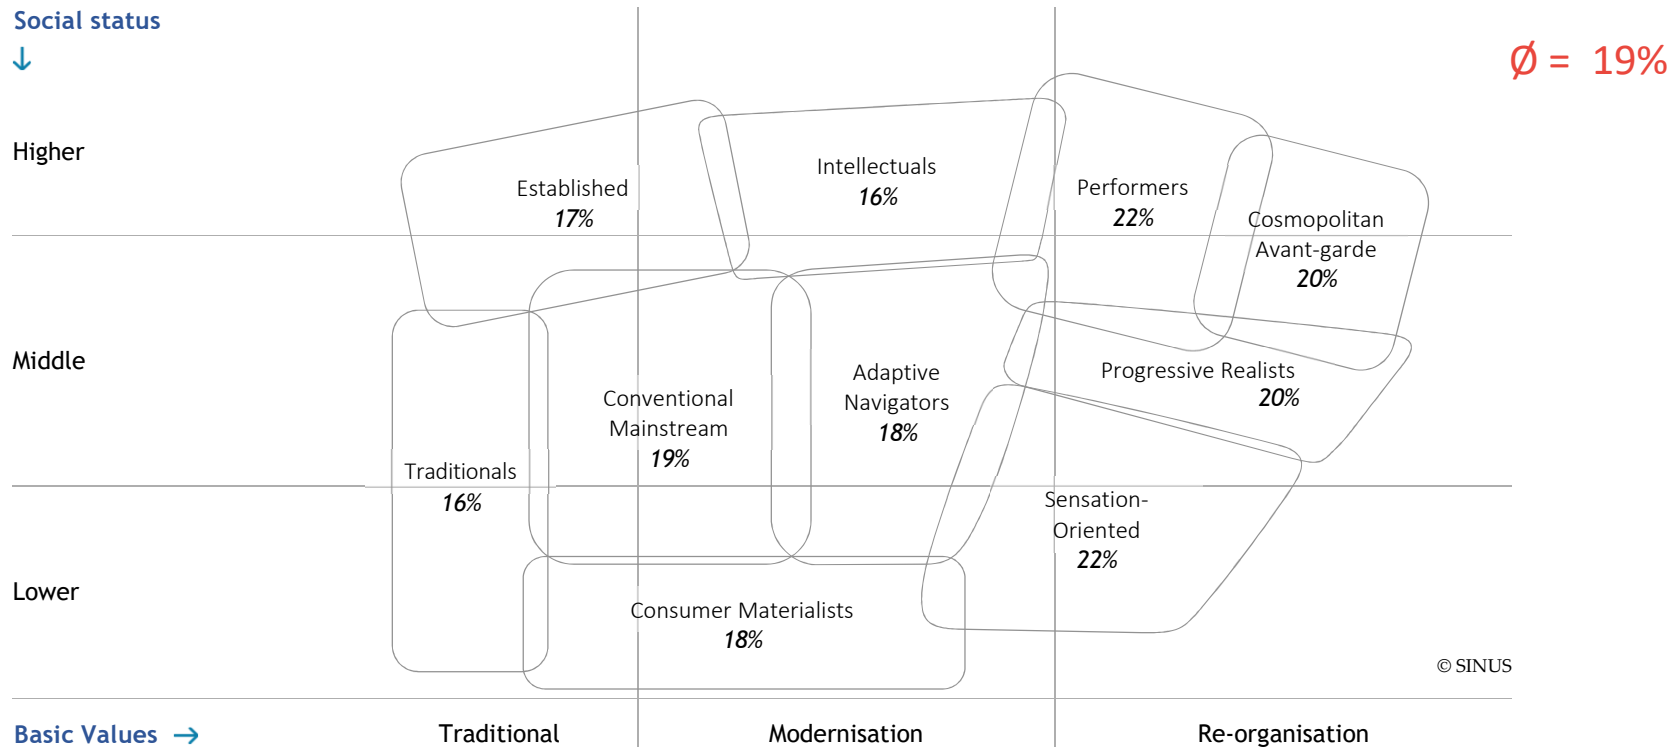 Social status
↓
Ø = 19%
Higher
Established
17%
Intellectuals
16%
Performers
22%
Cosmopolitan
Avant-garde
20%
Middle
Traditionals
16%
Conventional
Mainstream
19%
Adaptive
Navigators
18%
Progressive Realists
20%
Sensation-
Oriented
22%
Lower
Consumer Materialists
18%
© SINUS
Basic Values →
Traditional
Modernisation
Re-organisation